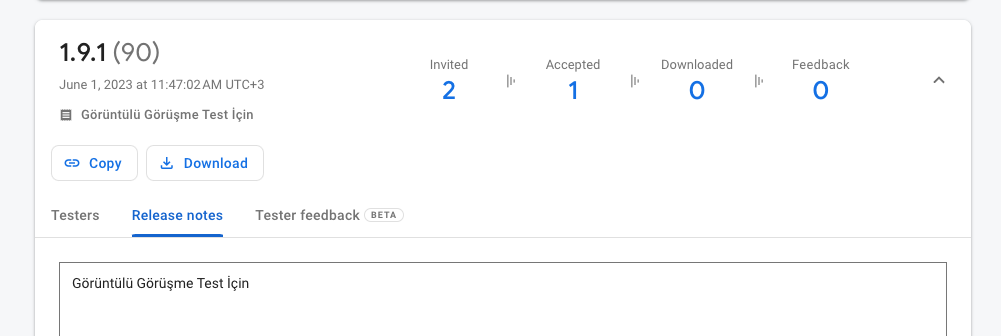 1.9.1 (90)
June 1, 2023 at 11:47:02 AM UTC+3
Görüntülü Görüşme Test İçin
Invited
2
Accepted
1
Downloaded
0
Feedback
0
Copy
Download
Testers
Release notes
Tester feedback BETA
Görüntülü Görüşme Test İçin